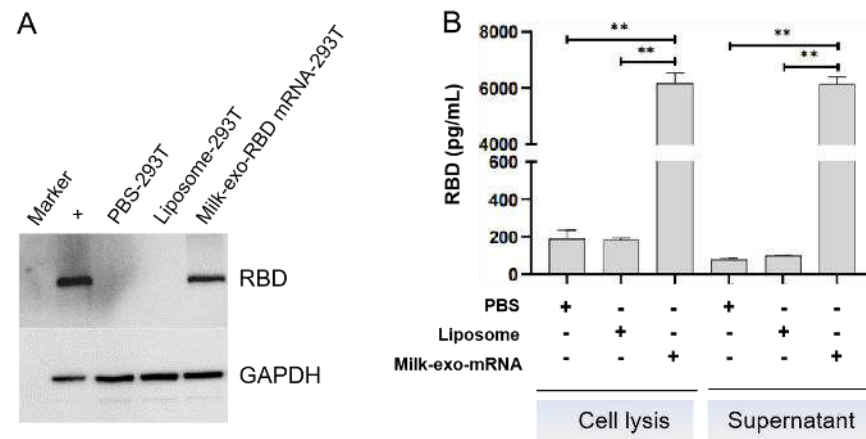 A
Marker
+
PBS-293T
Liposome-293T
Milk-exo-RBD mRNA-293T
RBD
GAPDH
B
RBD (pg/mL)
8000
6000
4000
600
400
200
0
** **
** **
PBS + - - + - -
Liposome - + - - + -
Milk-exo-mRNA - - + - - +
Cell lysis Supernatant